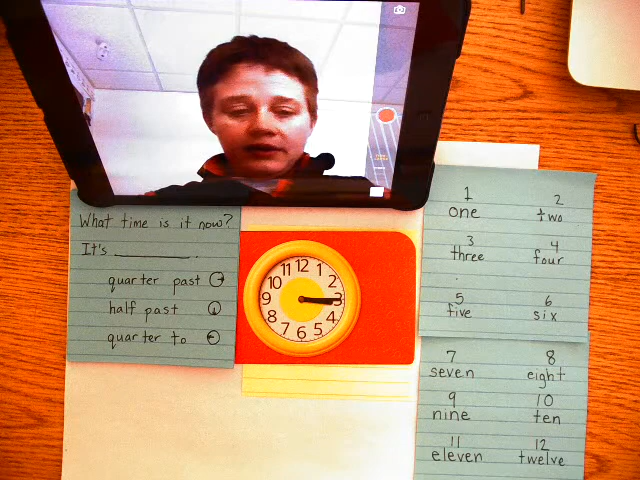 What time is it now?
It's ________.
quarter past
half past
quarter to
12
11 1
10 2
9 3
8 4
7 5
6
1 2
one two
3 4
three four
5 6
five six
7 8
seven eight
9 10
nine ten
11 12
eleven twelve